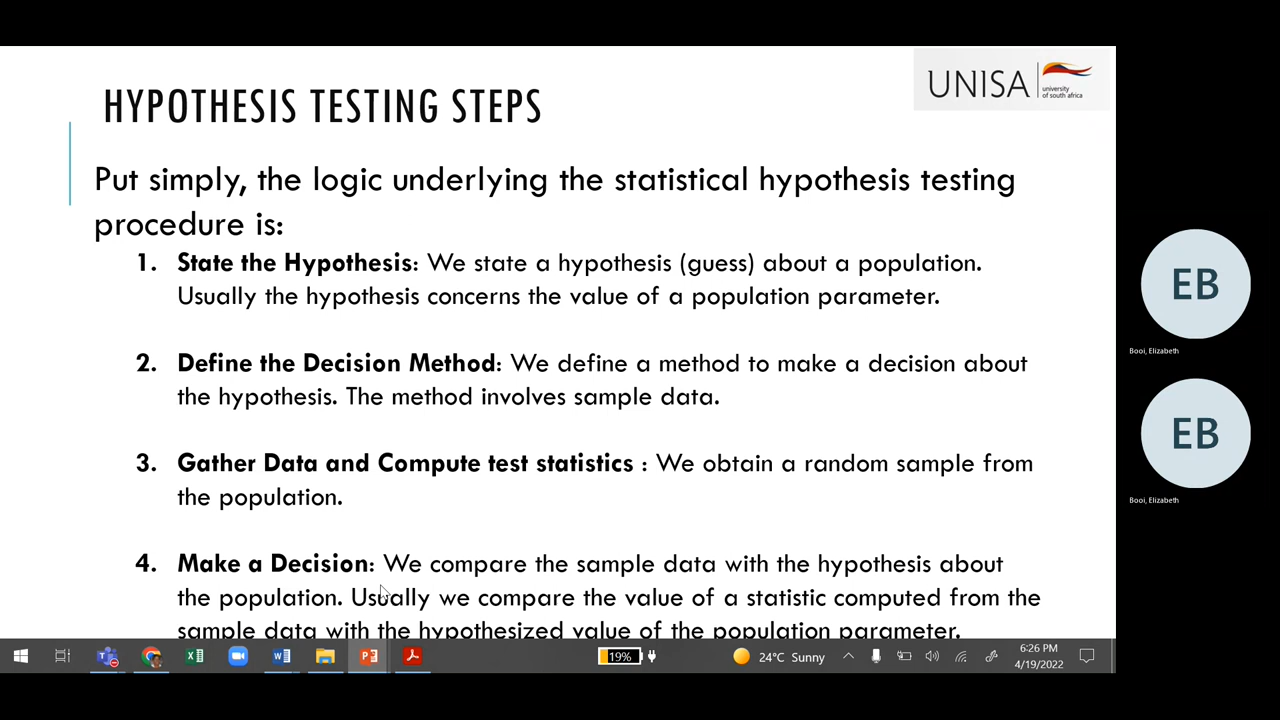 HYPOTHESIS TESTING STEPS
UNISA
university
of south africa
Put simply, the logic underlying the statistical hypothesis testing
procedure is:
1. State the Hypothesis: We state a hypothesis (guess) about a population.
Usually the hypothesis concerns the value of a population parameter.
2. Define the Decision Method: We define a method to make a decision about
the hypothesis. The method involves sample data.
3. Gather Data and Compute test statistics : We obtain a random sample from
the population.
4. Make a Decision: We compare the sample data with the hypothesis about
the population. Usually we compare the value of a statistic computed from the
sample data with the hypothesized value of the population parameter.
EB
Booi, Elizabeth
EB
Booi, Elizabeth
19%
24°C Sunny
6:26 PM
4/19/2022